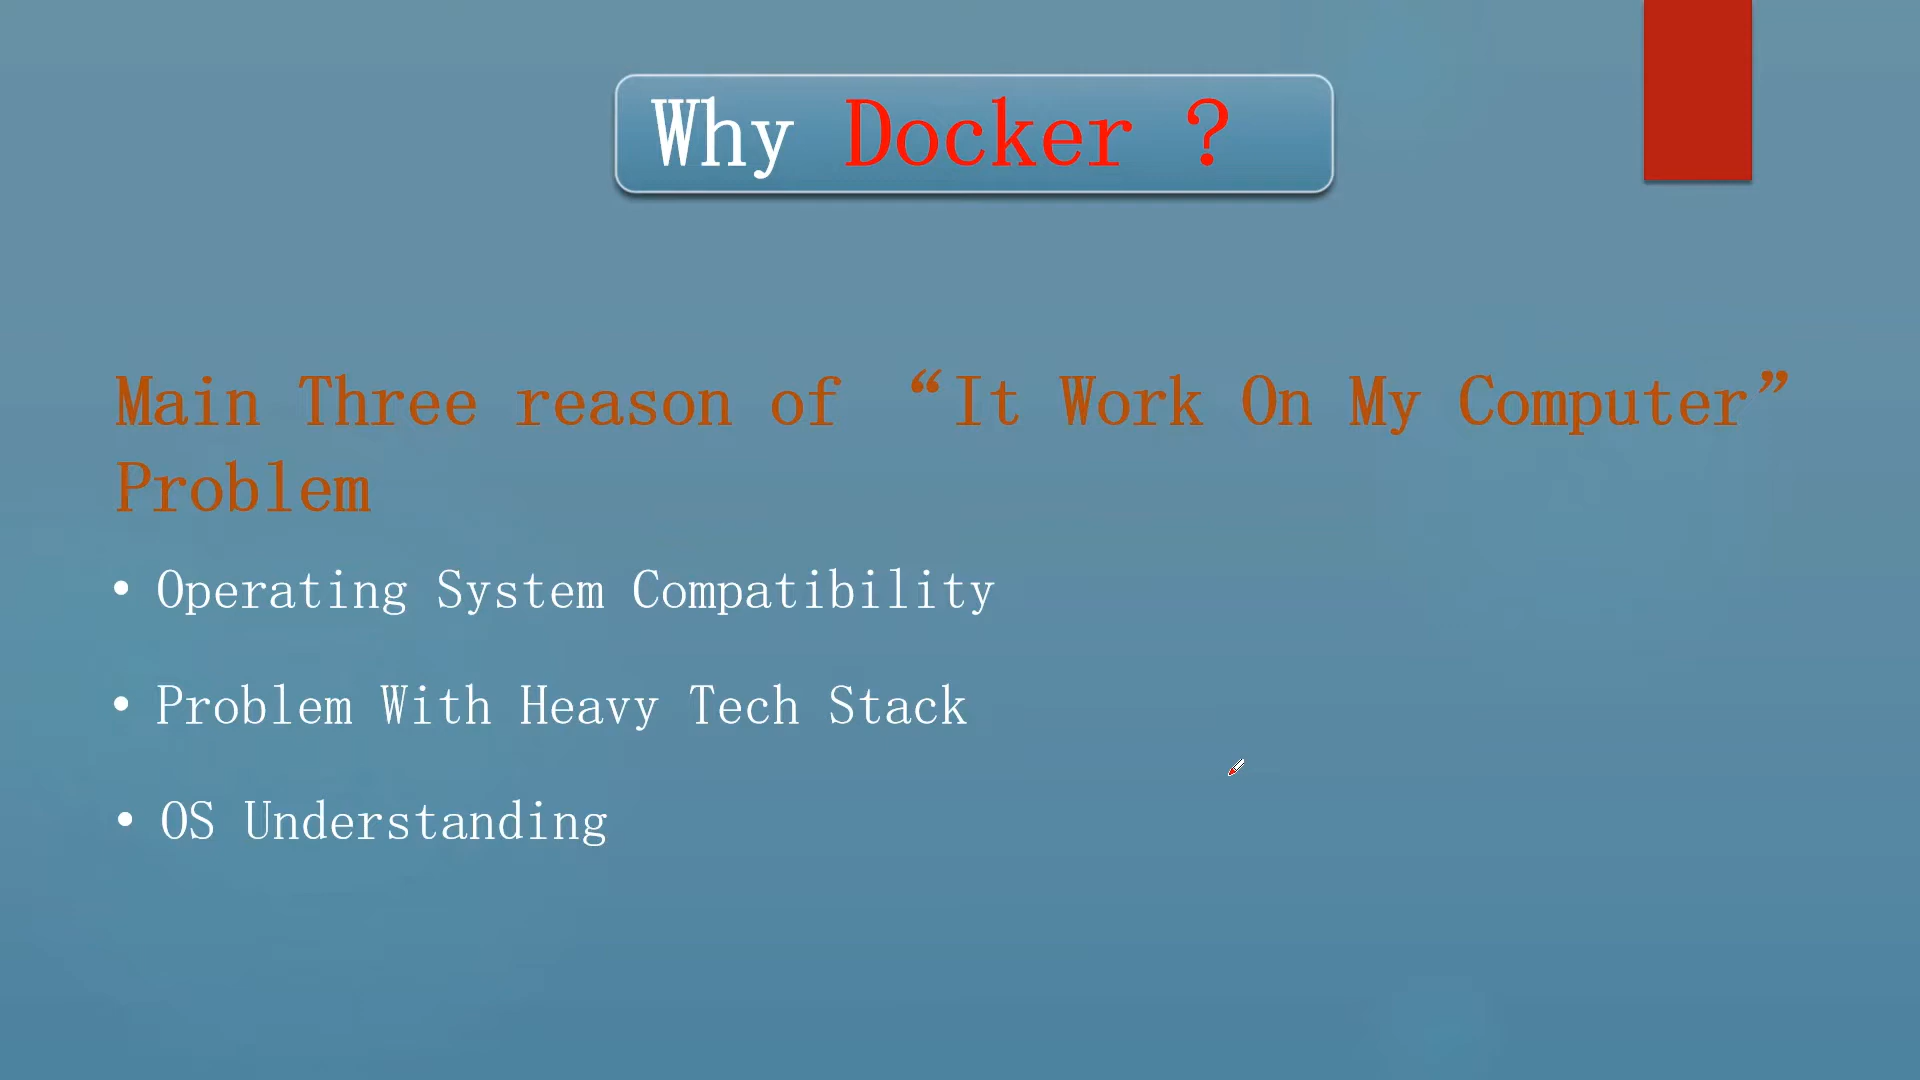 Why Docker ?
Main Three reason of “It Work On My Computer”
Problem
• Operating System Compatibility
• Problem With Heavy Tech Stack
• OS Understanding